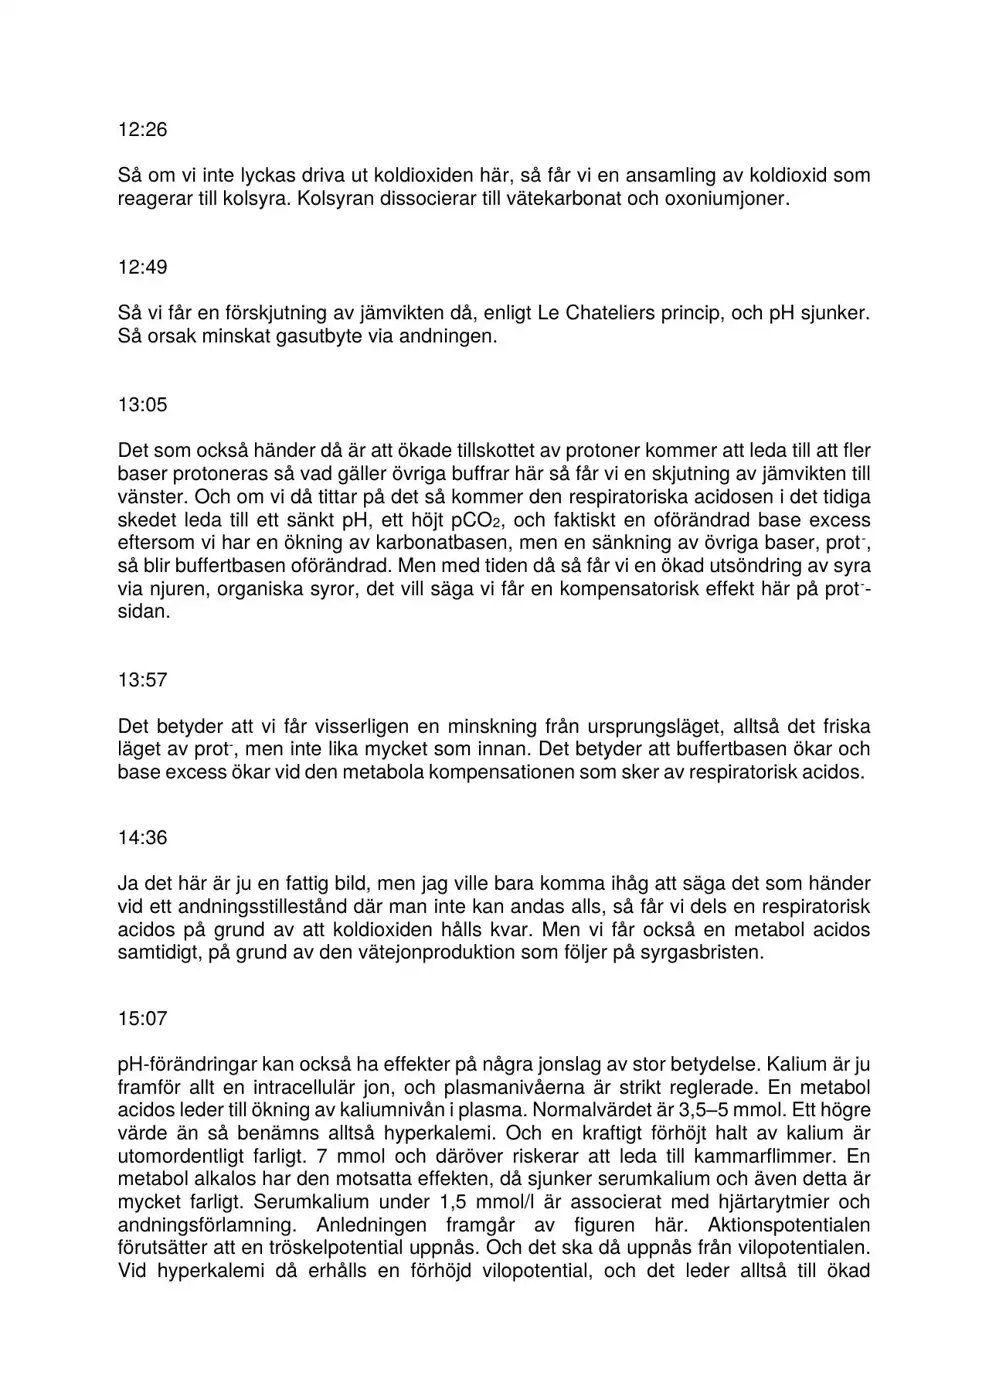 12:26
Så om vi inte lyckas driva ut koldioxiden här, så får vi en ansamling av koldioxid som
reagerar till kolsyra. Kolsyran dissocierar till vätekarbonat och oxoniumjoner.
12:49
Så vi får en förskjutning av jämvikten då, enligt Le Chateliers princip, och pH sjunker.
Så orsak minskat gasutbyte via andningen.
13:05
Det som också händer då är att ökade tillskottet av protoner kommer att leda till att fler
baser protoneras så vad gäller övriga buffrar här så får vi en skjutning av jämvikten till
vänster. Och om vi då tittar på det så kommer den respiratoriska acidosen i det tidiga
skedet leda till ett sänkt pH, ett höjt pCO₂, och faktiskt en oförändrad base excess
eftersom vi har en ökning av karbonatbasen, men en sänkning av övriga baser, prot⁻,
så blir buffertbasen oförändrad. Men med tiden då så får vi en ökad utsöndring av syra
via njuren, organiska syror, det vill säga vi får en kompensatorisk effekt här på prot⁻-
sidan.
13:57
Det betyder att vi får visserligen en minskning från ursprungsläget, alltså det friska
läget av prot⁻, men inte lika mycket som innan. Det betyder att buffertbasen ökar och
base excess ökar vid den metabola kompensationen som sker av respiratorisk acidos.
14:36
Ja det här är ju en fattig bild, men jag ville bara komma ihåg att säga det som händer
vid ett andningsstillestånd där man inte kan andas alls, så får vi dels en respiratorisk
acidos på grund av att koldioxiden hålls kvar. Men vi får också en metabol acidos
samtidigt, på grund av den vätejonproduktion som följer på syrgasbristen.
15:07
pH-förändringar kan också ha effekter på några jonslag av stor betydelse. Kalium är ju
framför allt en intracellulär jon, och plasmanivåerna är strikt reglerade. En metabol
acidos leder till ökning av kaliumnivån i plasma. Normalvärdet är 3,5–5 mmol. Ett högre
värde än så benämns alltså hyperkalemi. Och en kraftigt förhöjt halt av kalium är
utomordentligt farligt. 7 mmol och däröver riskerar att leda till kammarflimmer. En
metabol alkalos har den motsatta effekten, då sjunker serumkalium och även detta är
mycket farligt. Serumkalium under 1,5 mmol/l är associerat med hjärtarytmier och
andningsförlamning. Anledningen framgår av figuren här. Aktionspotentialen
förutsätter att en tröskelpotential uppnås. Och det ska då uppnås från vilopotentialen.
Vid hyperkalemi då erhålls en förhöjd vilopotential, och det leder alltså till ökad